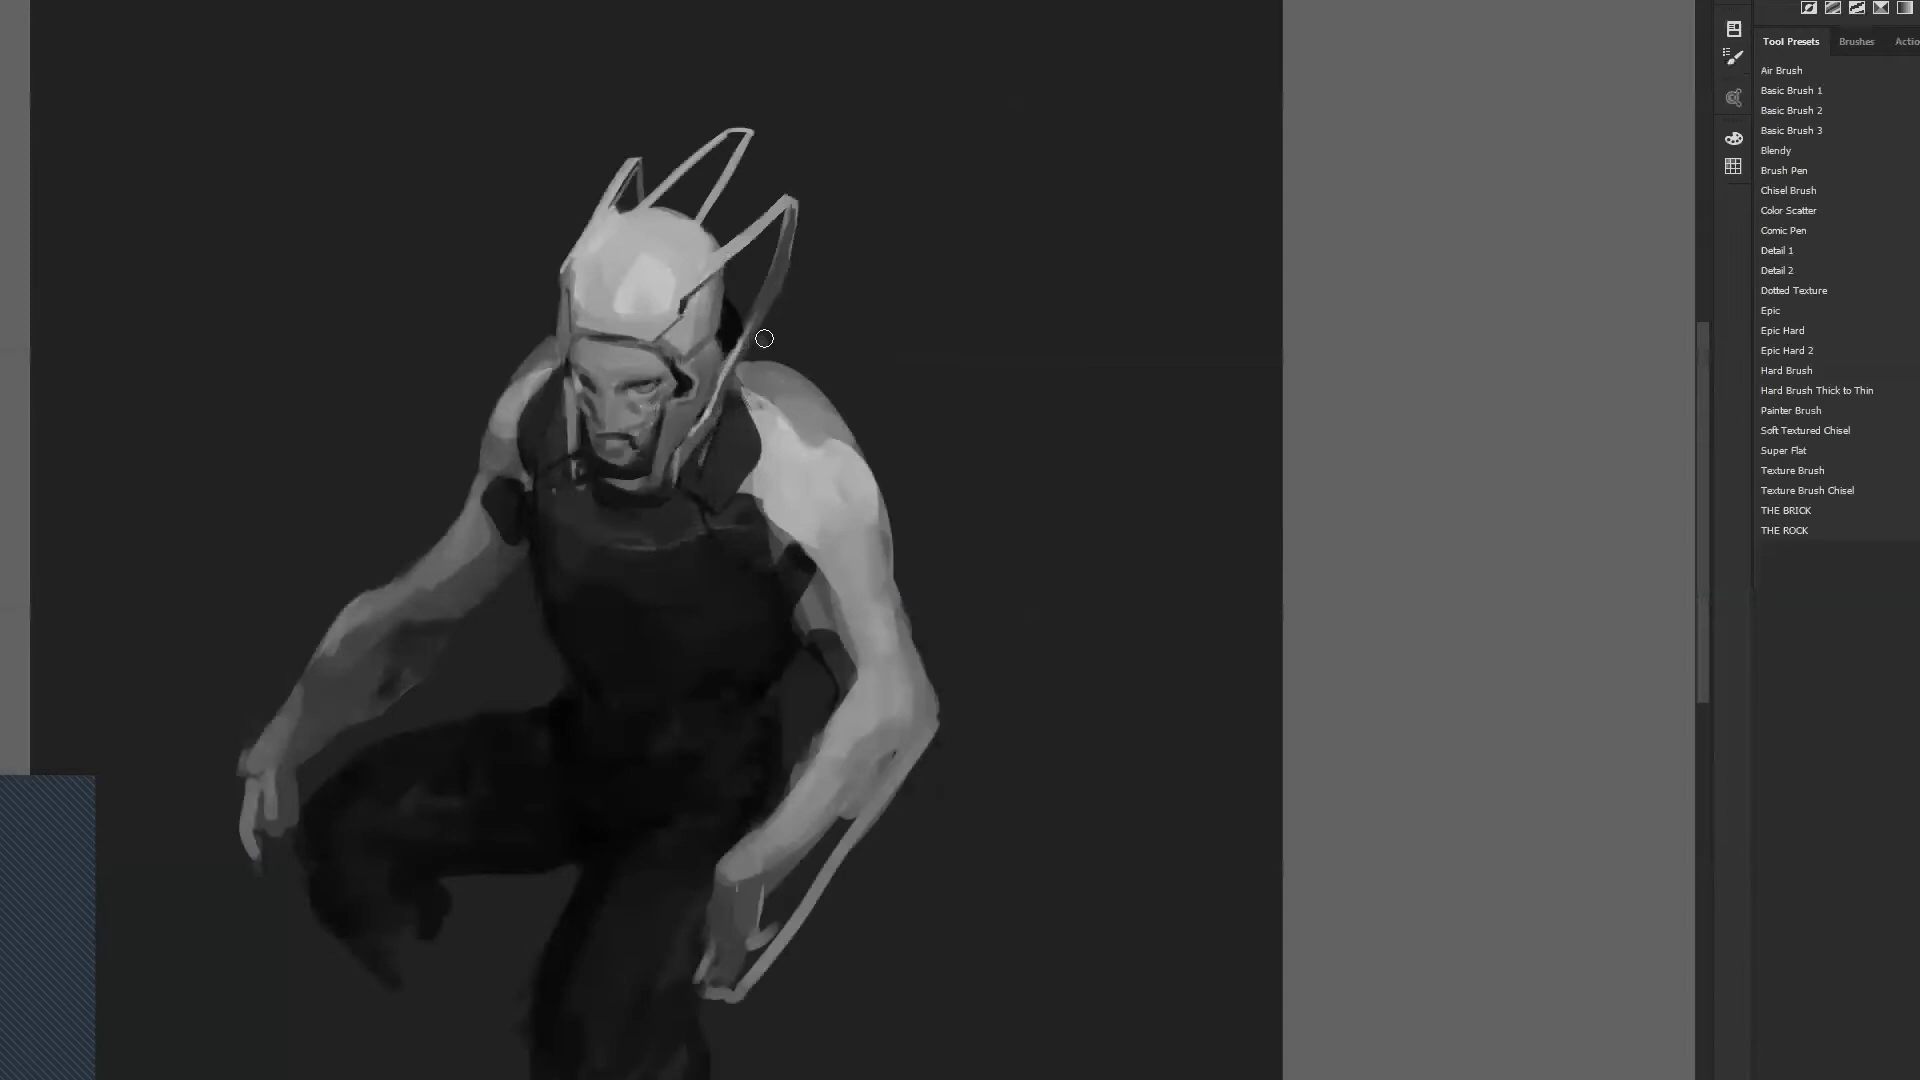 Tool Presets Brushes Actio
Air Brush
Basic Brush 1
Basic Brush 2
Basic Brush 3
Blendy
Brush Pen
Chisel Brush
Color Scatter
Comic Pen
Detail 1
Detail 2
Dotted Texture
Epic
Epic Hard
Epic Hard 2
Hard Brush
Hard Brush Thick to Thin
Painter Brush
Soft Textured Chisel
Super Flat
Texture Brush
Texture Brush Chisel
THE BRICK
THE ROCK